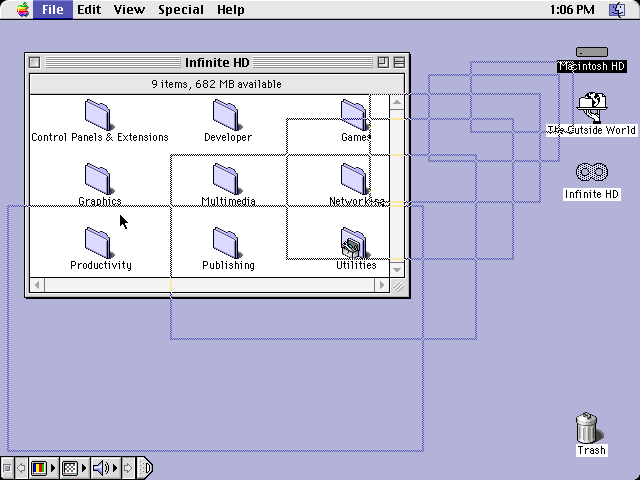 File Edit View Special Help 1:06 PM
Infinite HD
9 items, 682 MB available
Macintosh HD
Control Panels & Extensions Developer Games
The Outside World
Graphics Multimedia Networking
Infinite HD
Productivity Publishing Utilities
Trash